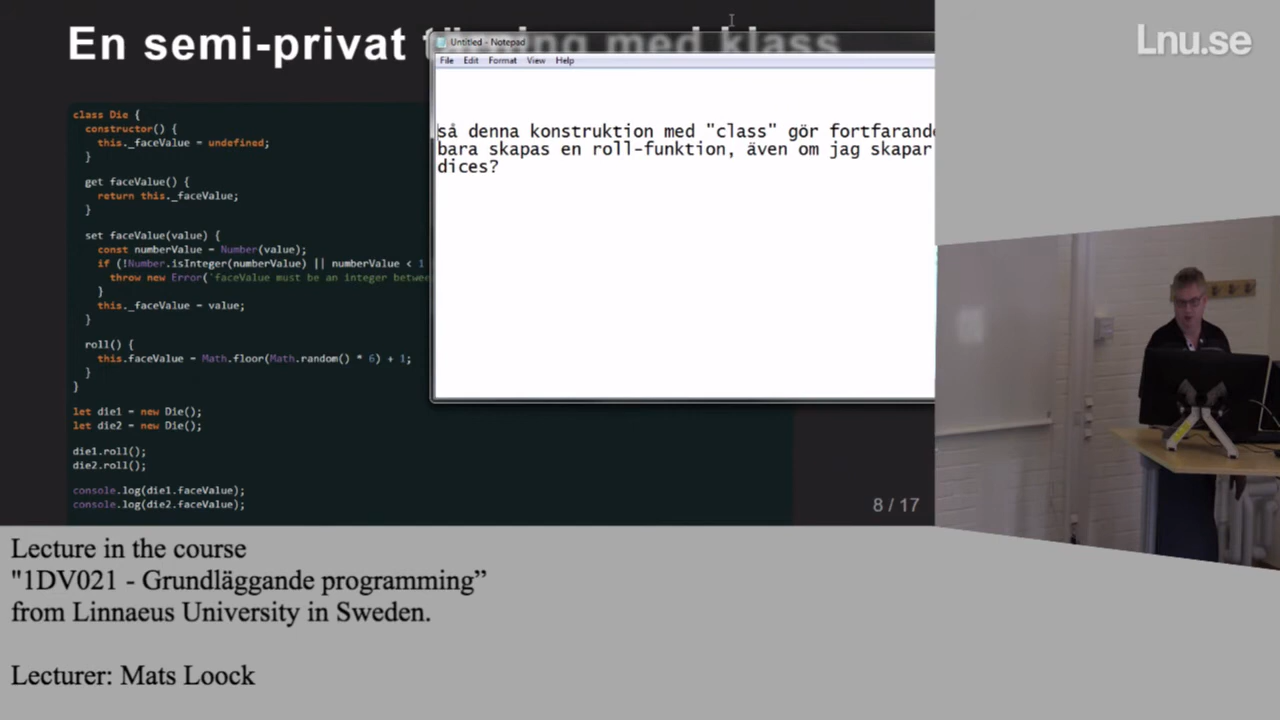 En semi-privat tärning med klass
Lnu.se
Untitled - Notepad
File Edit Format View Help
så denna konstruktion med "class" gör fortfarande
bara skapas en roll-funktion, även om jag skapar
dices?
class Die {
constructor() {
this._faceValue = undefined;
}
get faceValue() {
return this._faceValue;
}
set faceValue(value) {
const numberValue = Number(value);
if (!Number.isInteger(numberValue) || numberValue < 1
throw new Error(`faceValue must be an integer between
}
this._faceValue = value;
}
roll() {
this.faceValue = Math.floor(Math.random() * 6) + 1;
}
}
let die1 = new Die();
let die2 = new Die();
die1.roll();
die2.roll();
console.log(die1.faceValue);
console.log(die2.faceValue);
8 / 17
Lecture in the course
"1DV021 - Grundläggande programming”
from Linnaeus University in Sweden.
Lecturer: Mats Loock